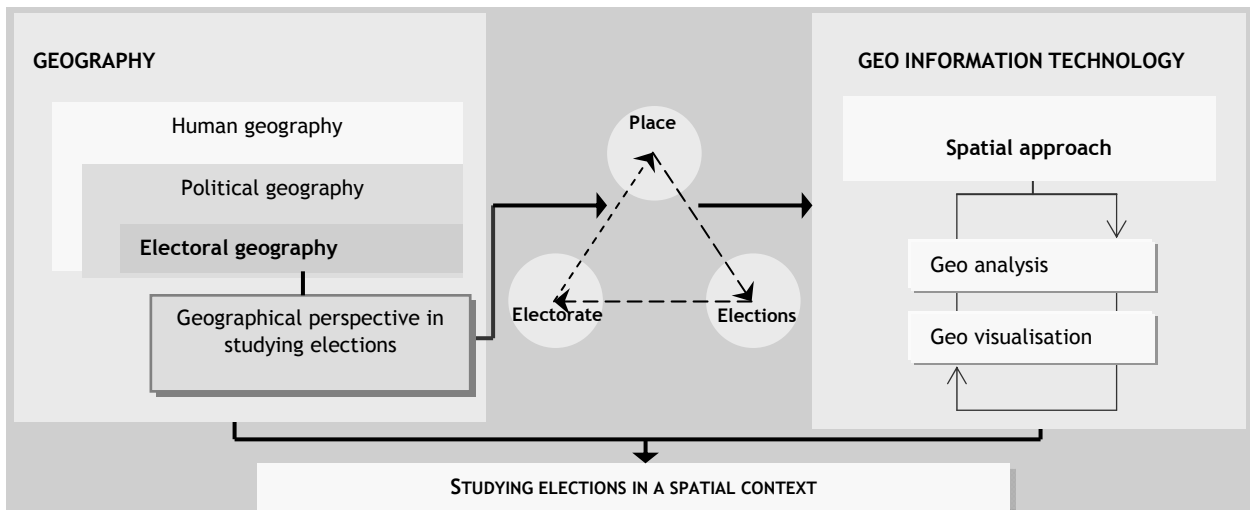 GEOGRAPHY
Human geography
Political geography
Electoral geography
Geographical perspective in
studying elections
Place
Electorate
Elections
GEO INFORMATION TECHNOLOGY
Spatial approach
Geo analysis
Geo visualisation
STUDYING ELECTIONS IN A SPATIAL CONTEXT